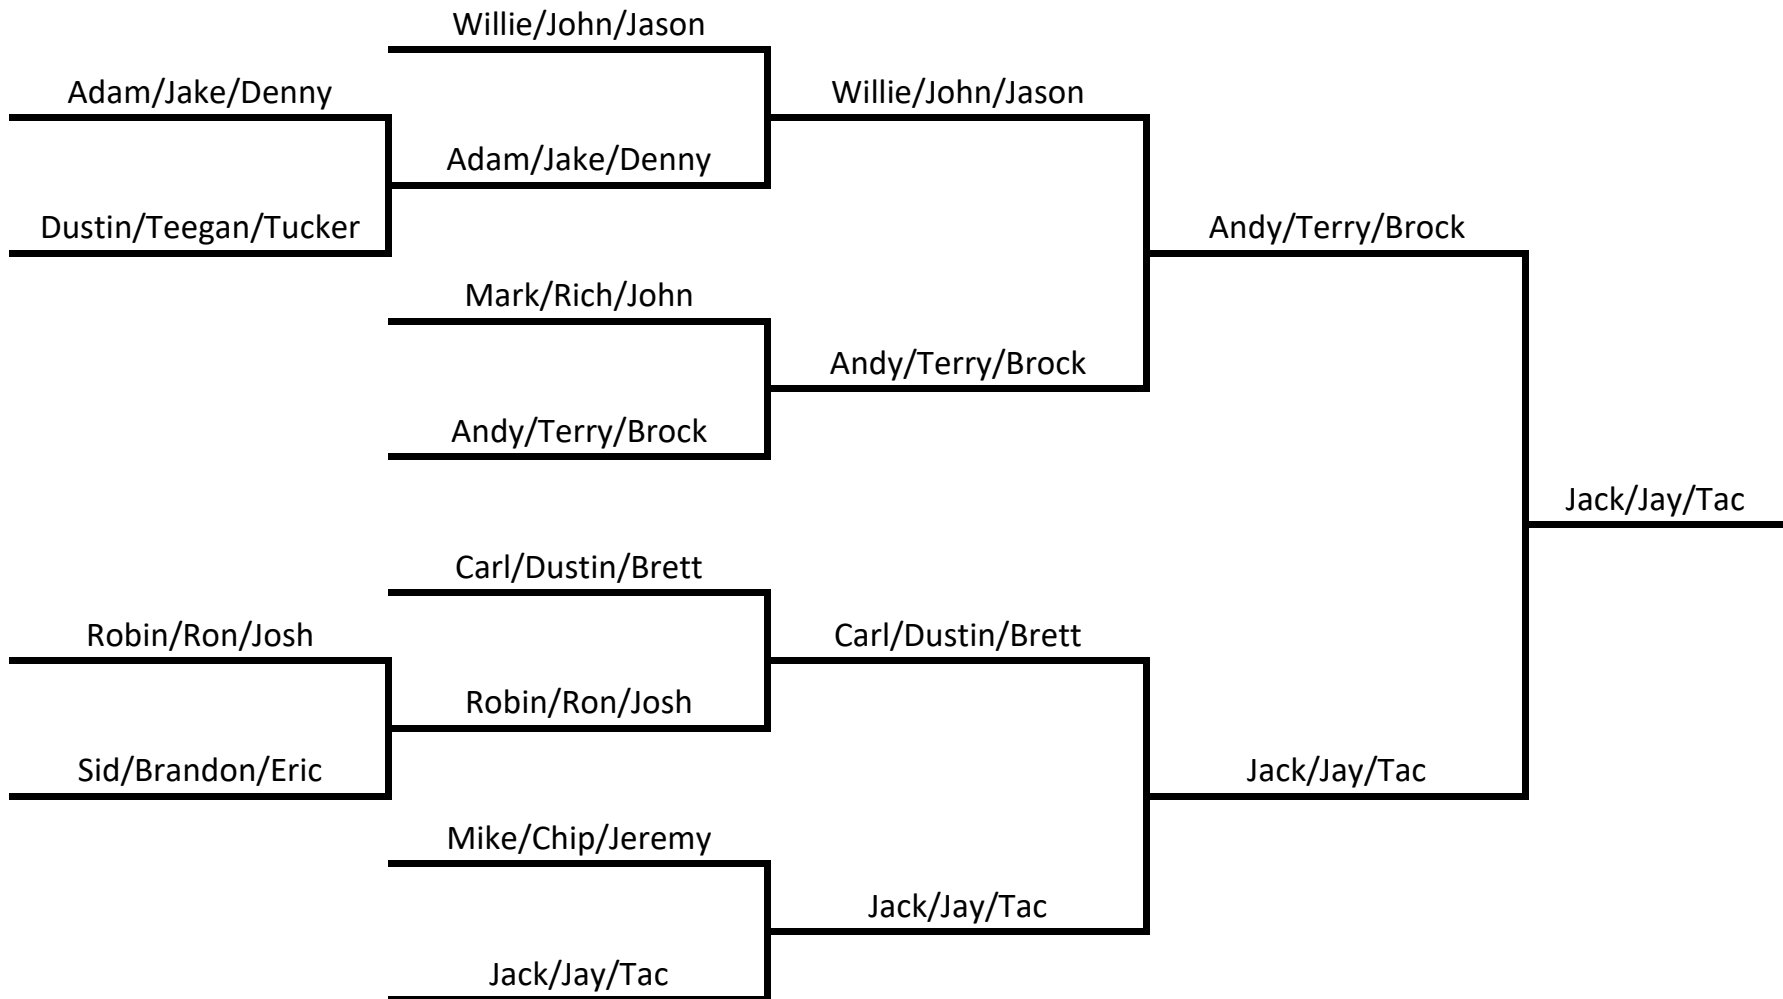 Willie/John/Jason
Adam/Jake/Denny
Willie/John/Jason
Adam/Jake/Denny
Dustin/Teegan/Tucker
Andy/Terry/Brock
Mark/Rich/John
Andy/Terry/Brock
Andy/Terry/Brock
Jack/Jay/Tac
Carl/Dustin/Brett
Robin/Ron/Josh
Carl/Dustin/Brett
Robin/Ron/Josh
Sid/Brandon/Eric
Jack/Jay/Tac
Mike/Chip/Jeremy
Jack/Jay/Tac
Jack/Jay/Tac